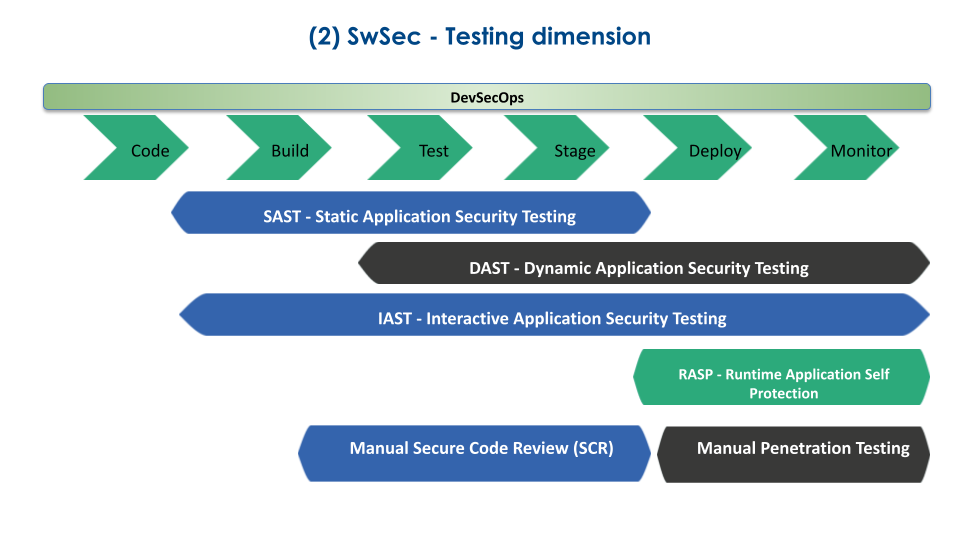 (2) SwSec - Testing dimension
DevSecOps
Code Build Test Stage Deploy Monitor
SAST - Static Application Security Testing
DAST - Dynamic Application Security Testing
IAST - Interactive Application Security Testing
RASP - Runtime Application Self
Protection
Manual Secure Code Review (SCR) Manual Penetration Testing